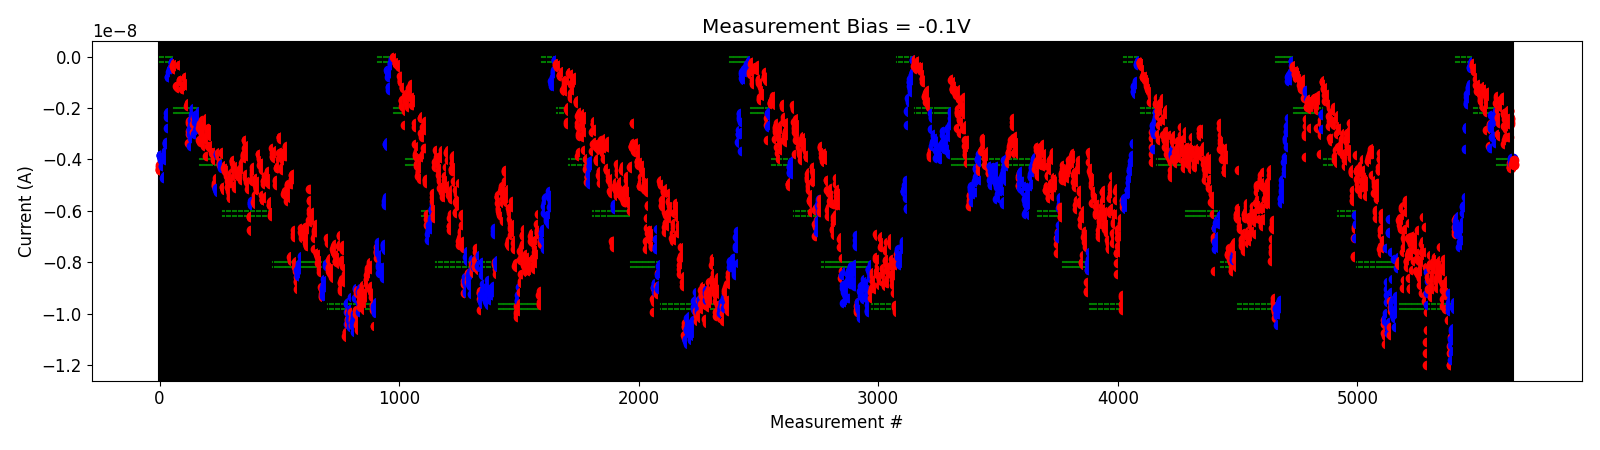 Measurement Bias = -0.1V
1e−8
0.0
−0.2
−0.4
−0.6
−0.8
−1.0
−1.2
Current (A)
0 1000 2000 3000 4000 5000
Measurement #